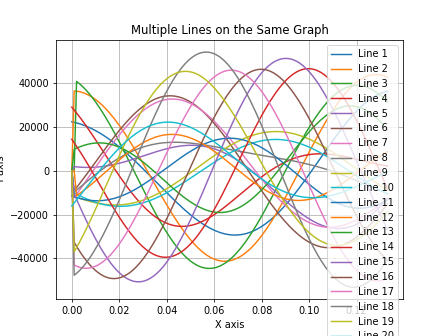 Multiple Lines on the Same Graph
40000
20000
0
−20000
−40000
0.00
0.02
0.04
0.06
0.08
0.10
X axis
axis
Line 1
Line 2
Line 3
Line 4
Line 5
Line 6
Line 7
Line 8
Line 9
Line 10
Line 11
Line 12
Line 13
Line 14
Line 15
Line 16
Line 17
Line 18
Line 19
Line 20